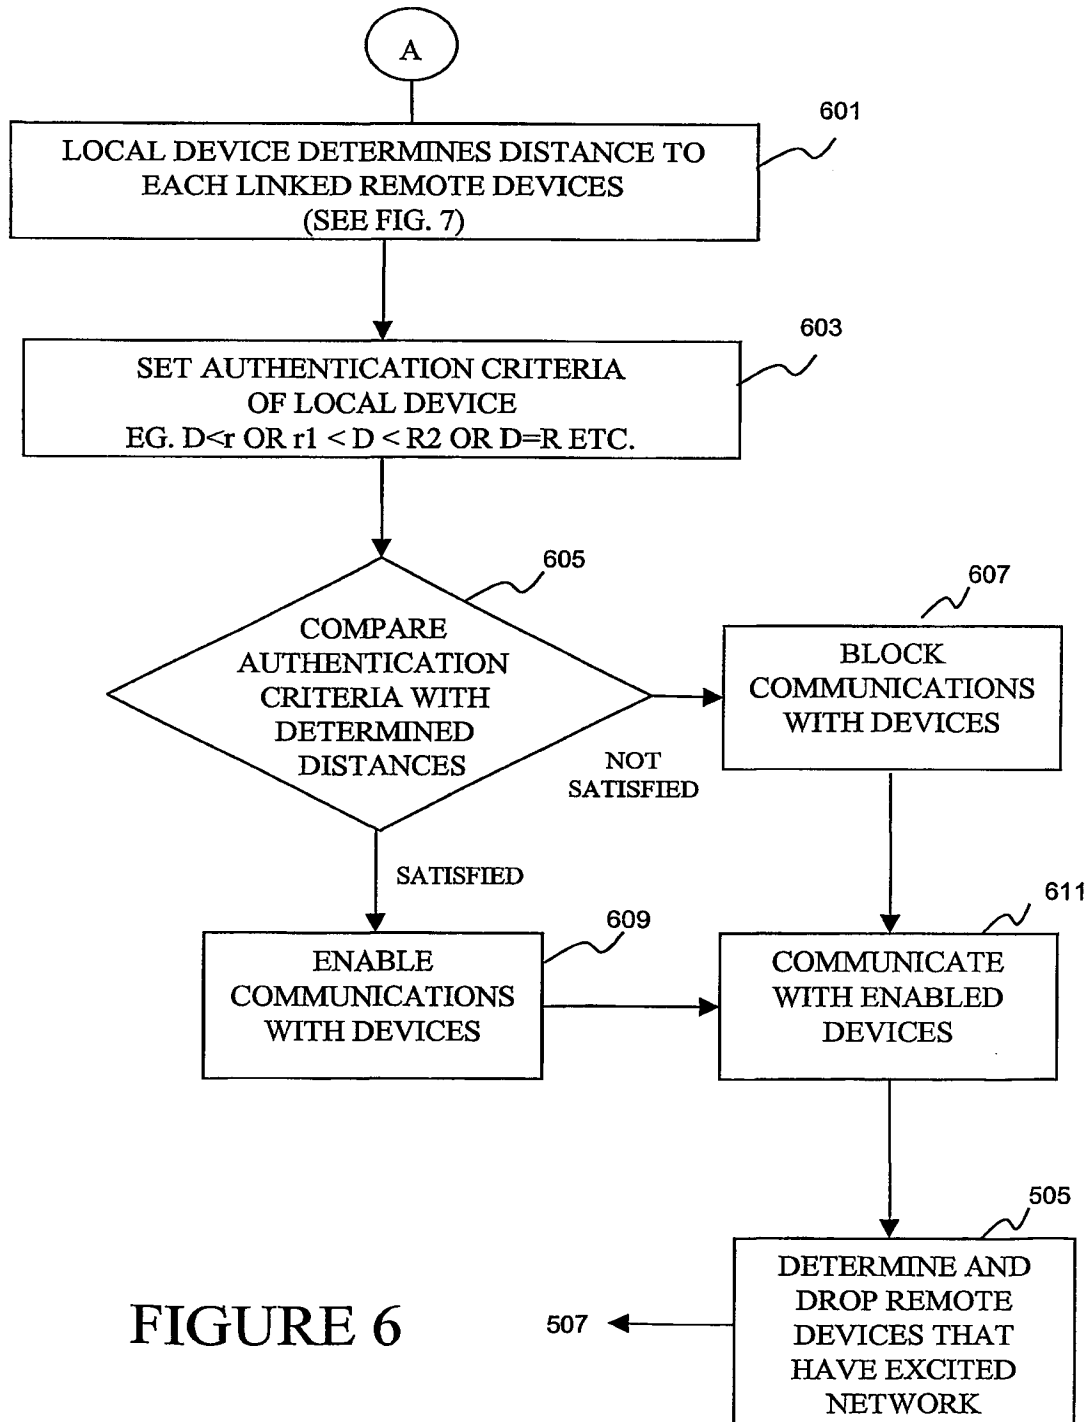 A
601
LOCAL DEVICE DETERMINES DISTANCE TO
EACH LINKED REMOTE DEVICES
(SEE FIG. 7)
603
SET AUTHENTICATION CRITERIA
OF LOCAL DEVICE
EG. D<r OR r1 < D < R2 OR D=R ETC.
605
COMPARE
AUTHENTICATION
CRITERIA WITH
DETERMINED
DISTANCES
607
BLOCK
COMMUNICATIONS
WITH DEVICES
NOT
SATISFIED
SATISFIED
609
ENABLE
COMMUNICATIONS
WITH DEVICES
611
COMMUNICATE
WITH ENABLED
DEVICES
505
DETERMINE AND
DROP REMOTE
DEVICES THAT
HAVE EXCITED
NETWORK
507
FIGURE 6